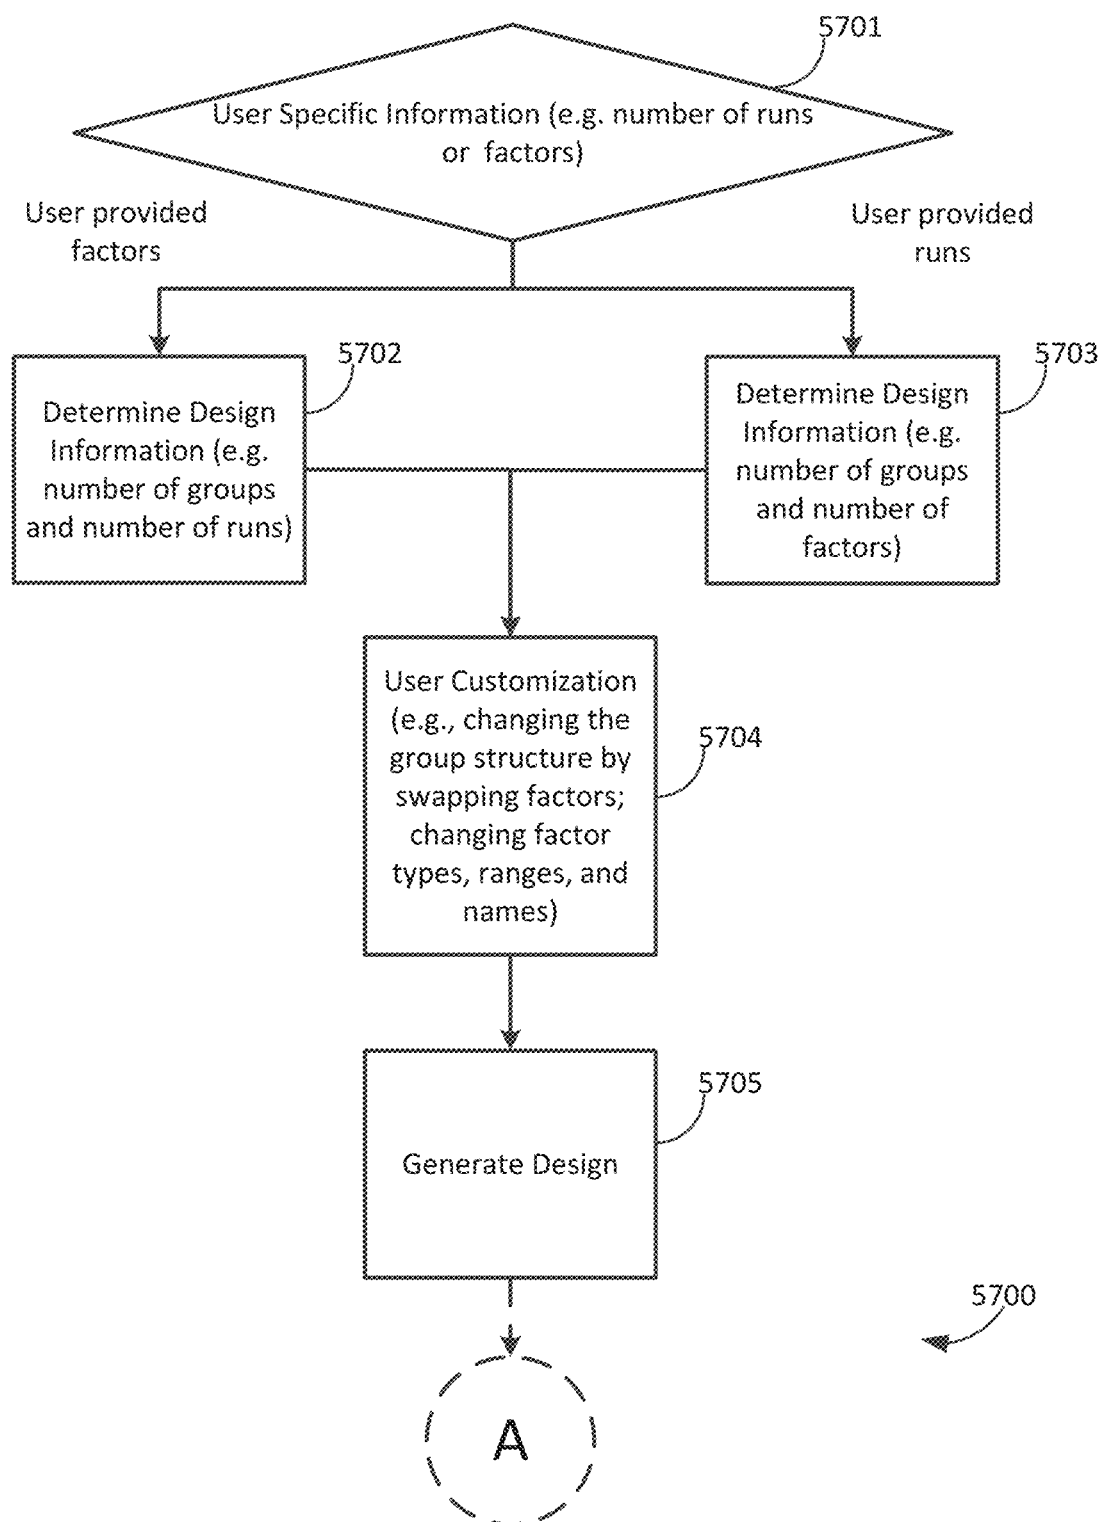 5701
User Specific Information (e.g. number of runs
or factors)
User provided
factors
User provided
runs
5702
Determine Design
Information (e.g.
number of groups
and number of runs)
5703
Determine Design
Information (e.g.
number of groups
and number of
factors)
User Customization
(e.g., changing the
group structure by
swapping factors;
changing factor
types, ranges, and
names)
5704
5705
Generate Design
5700
A